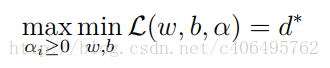 max min 𝓛(w, b, α) = d*
αᵢ≥0 w,b
http://blog.csdn.net/c406495762